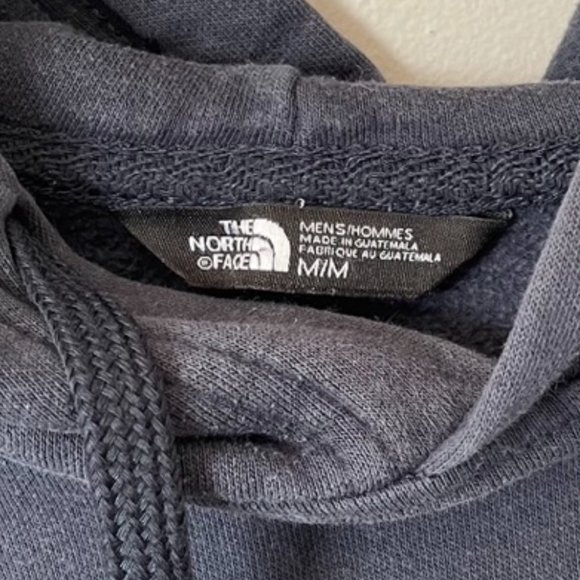 THE
NORTH
®FACE
MENS/HOMMES
MADE IN GUATEMALA
FABRIQUE AU GUATEMALA
M/M